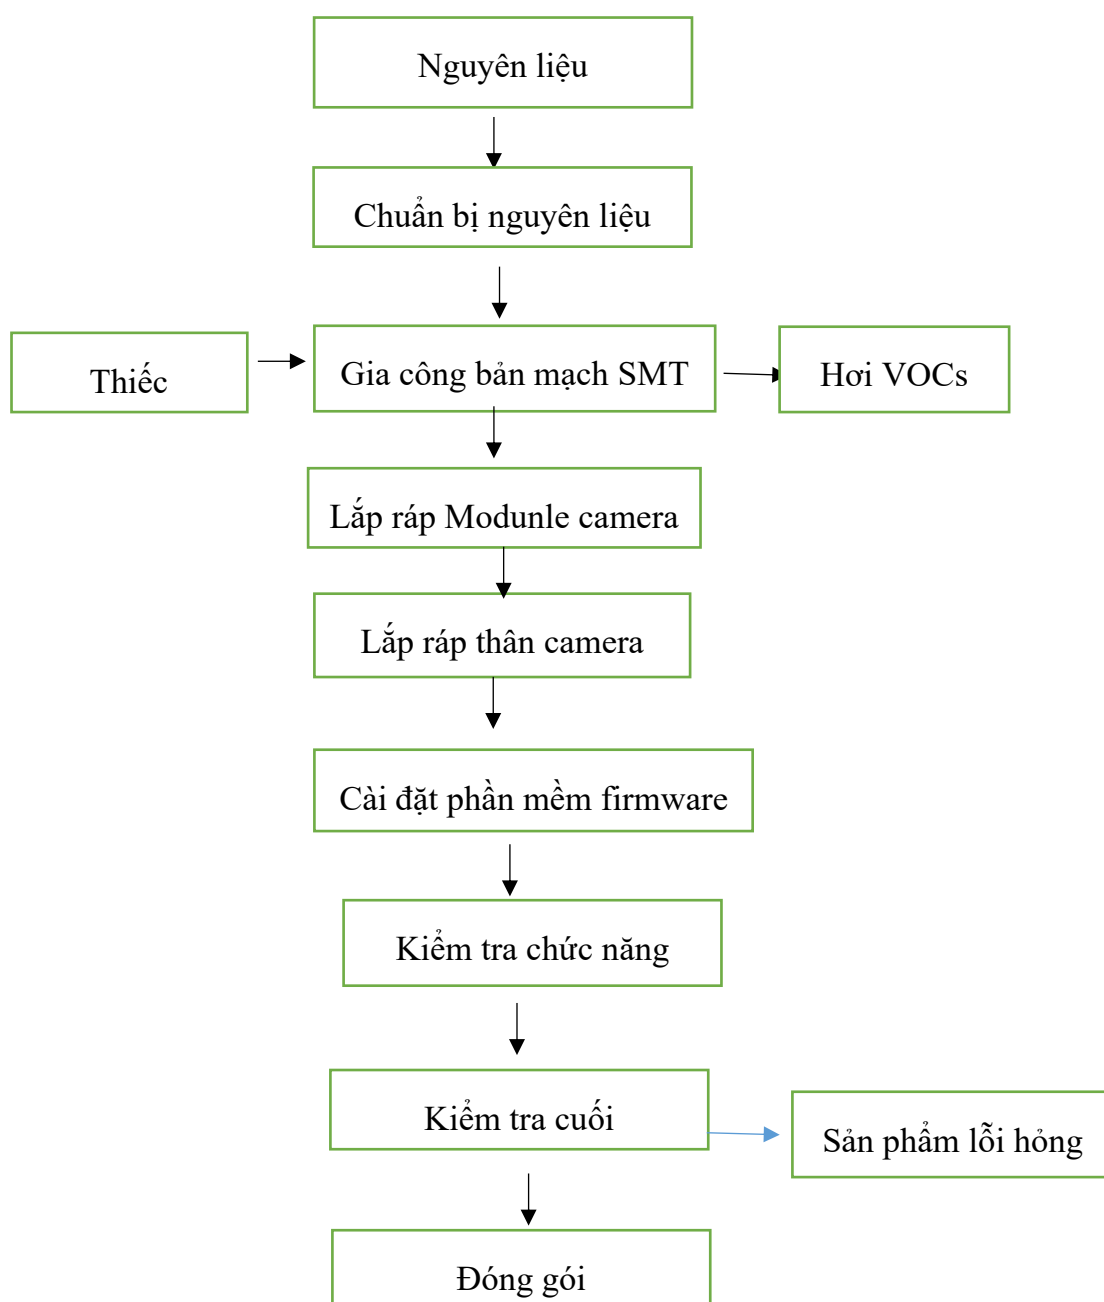 Nguyên liệu
Chuẩn bị nguyên liệu
Thiếc
Gia công bản mạch SMT
Hơi VOCs
Lắp ráp Modunle camera
Lắp ráp thân camera
Cài đặt phần mềm firmware
Kiểm tra chức năng
Kiểm tra cuối
Sản phẩm lỗi hỏng
Đóng gói